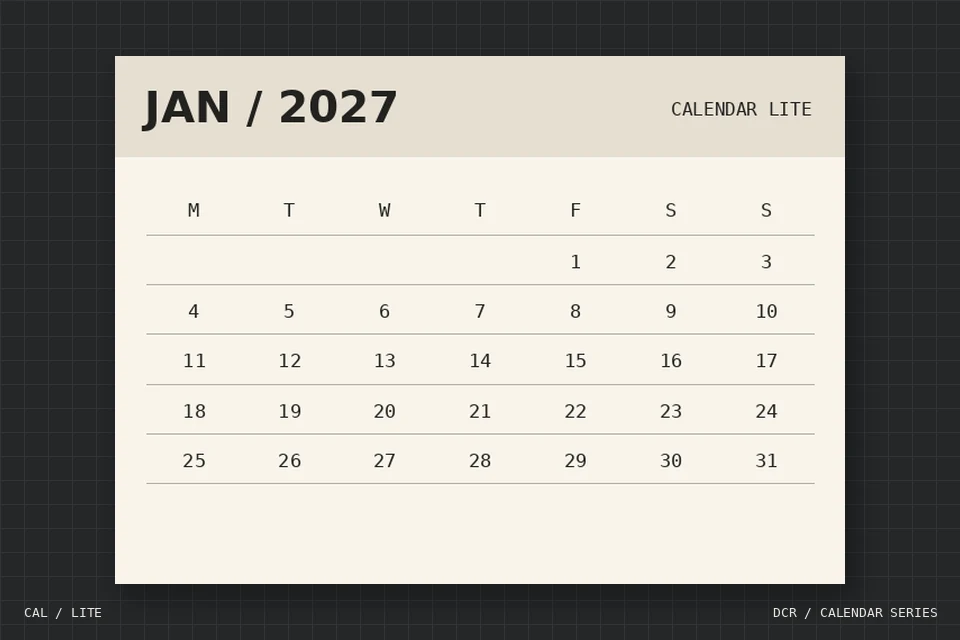 JAN / 2027
CALENDAR LITE
M T W T F S S
1 2 3
4 5 6 7 8 9 10
11 12 13 14 15 16 17
18 19 20 21 22 23 24
25 26 27 28 29 30 31
CAL / LITE
DCR / CALENDAR SERIES